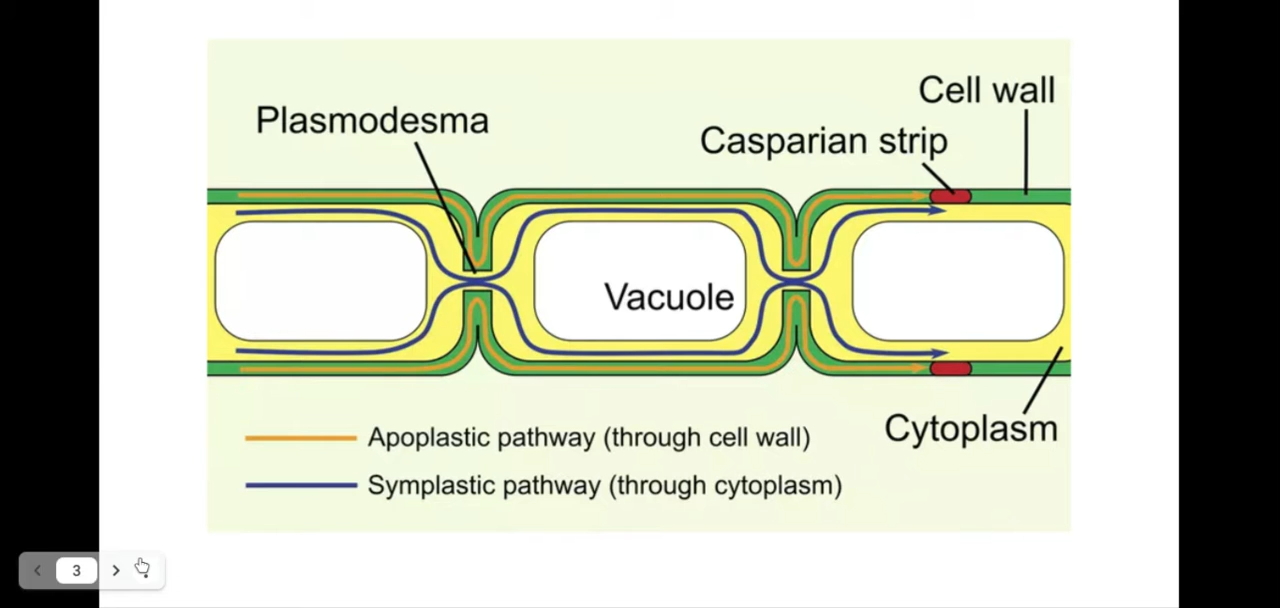 Cell wall
Plasmodesma
Casparian strip
Vacuole
Cytoplasm
Apoplastic pathway (through cell wall)
Symplastic pathway (through cytoplasm)
3